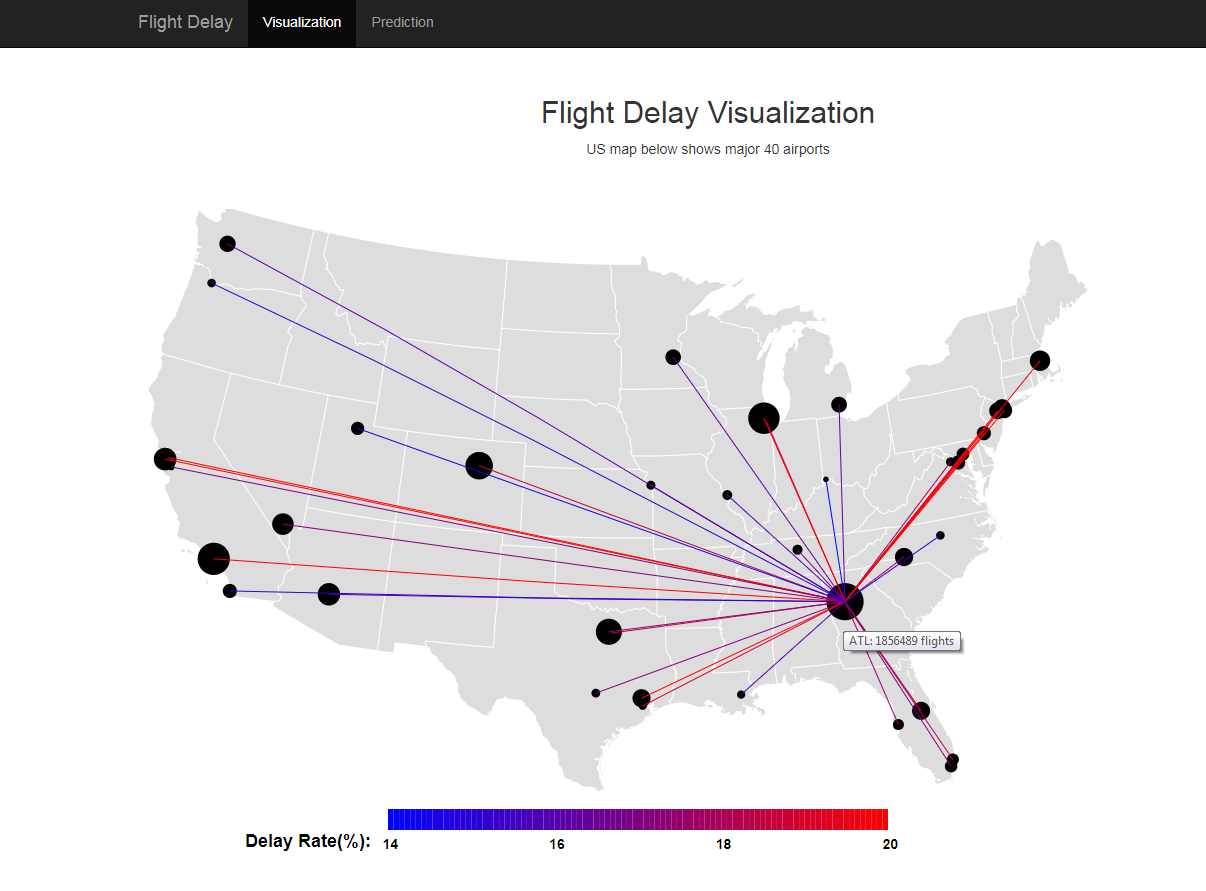 Flight Delay Visualization Prediction
Flight Delay Visualization
US map below shows major 40 airports
ATL: 1856489 flights
Delay Rate(%): 14 16 18 20